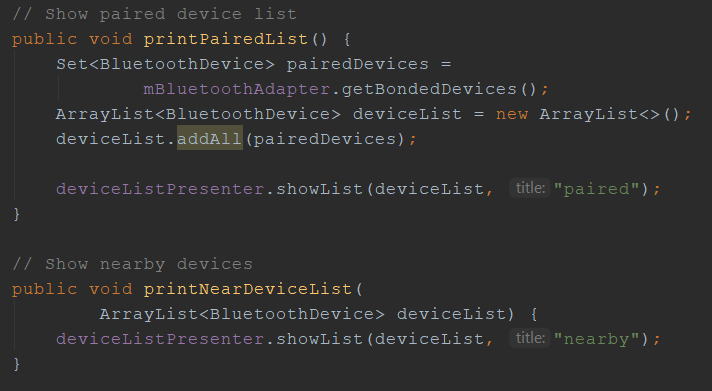 // Show paired device list
public void printPairedList() {
    Set<BluetoothDevice> pairedDevices =
            mBluetoothAdapter.getBondedDevices();
    ArrayList<BluetoothDevice> deviceList = new ArrayList<>();
    deviceList.addAll(pairedDevices);

    deviceListPresenter.showList(deviceList, title: "paired");
}

// Show nearby devices
public void printNearDeviceList(
        ArrayList<BluetoothDevice> deviceList) {
    deviceListPresenter.showList(deviceList, title: "nearby");
}